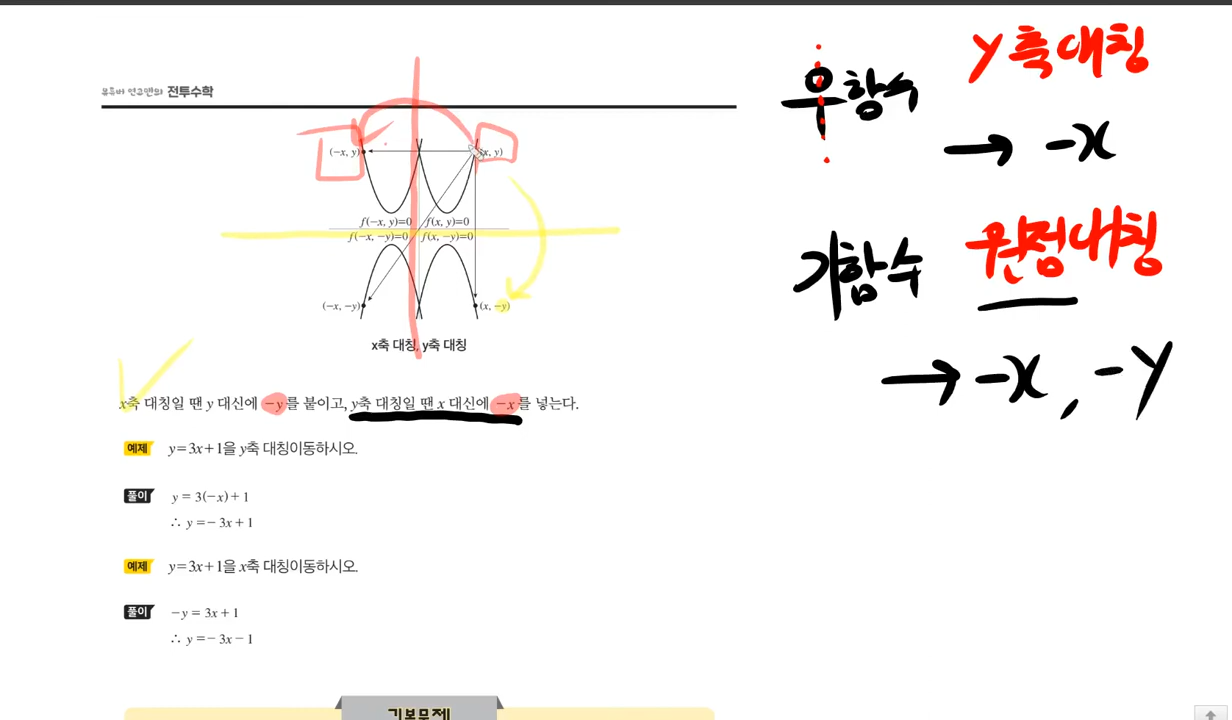 유튜버 연고맨의 전투수학
(−x, y) (x, y)
f(−x, y)=0 f(x, y)=0
f(−x, −y)=0 f(x, −y)=0
(−x, −y) (x, −y)
x축 대칭, y축 대칭
x축 대칭일 땐 y 대신에 −y를 붙이고, y축 대칭일 땐 x 대신에 −x를 넣는다.
예제 y=3x+1을 y축 대칭이동하시오.
풀이 y = 3(−x)+1
∴ y=−3x+1
예제 y=3x+1을 x축 대칭이동하시오.
풀이 −y = 3x+1
∴ y=−3x−1
기본문제
우함수 y축대칭
→ -x
기함수 원점대칭
→ -x, -y